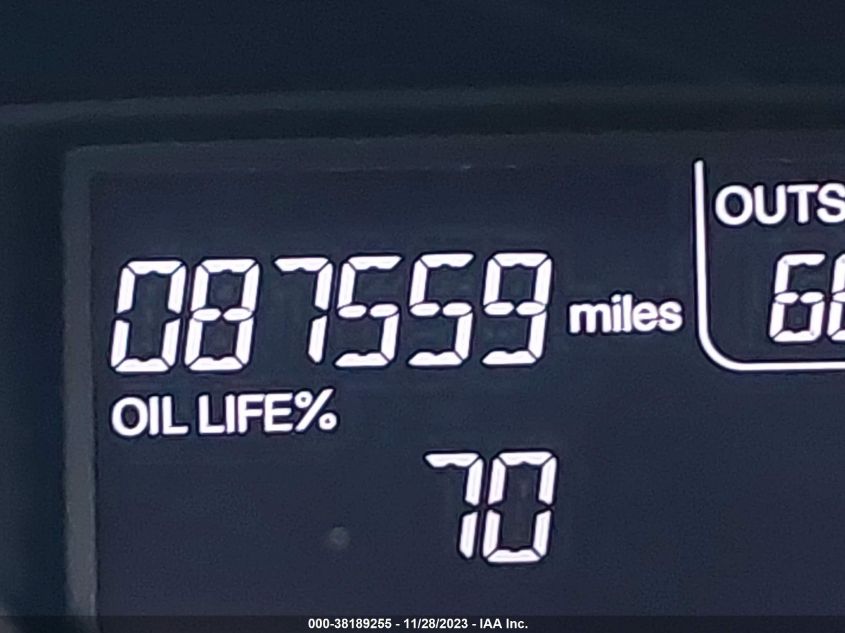 OUTS
087559 miles
OIL LIFE%
70
000-38189255 - 11/28/2023 - IAA Inc.